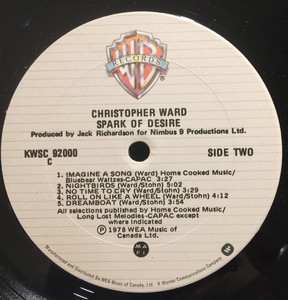 WB
RECORDS
CHRISTOPHER WARD
SPARK OF DESIRE
Produced by Jack Richardson for Nimbus 9 Productions Ltd.
KWSC 92000 SIDE TWO
C
1. IMAGINE A SONG (Ward) Home Cooked Music/
Bluebear Waltzes-CAPAC 3:27
2. NIGHTBIRDS (Ward/Stohn) 5:02
3. NO TIME TO CRY (Ward/Stohn) 3:29
4. ROLL ON LIKE A WHEEL (Ward/Stohn) 4:12
5. DREAMBOAT (Ward/Stohn) 3:54
All selections published by Home Cooked Music/
Long Lost Melodies-CAPAC except
where indicated
℗ 1978 WEA Music of
Canada Ltd.
M A
P L
Manufactured and Distributed by WEA Music of Canada, Ltd.
A Warner Communications Company